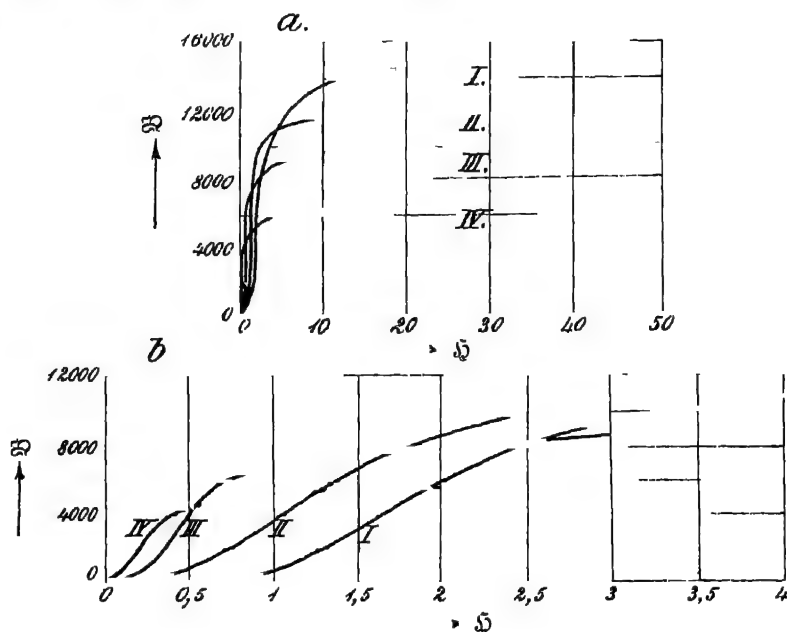 a.
16000
12000
8000
4000
0
𝔅
I.
II.
III.
IV.
0 10 20 30 40 50
ℌ
b
12000
8000
4000
0
𝔅
IV III II I
0 0,5 1 1,5 2 2,5 3 3,5 4
ℌ